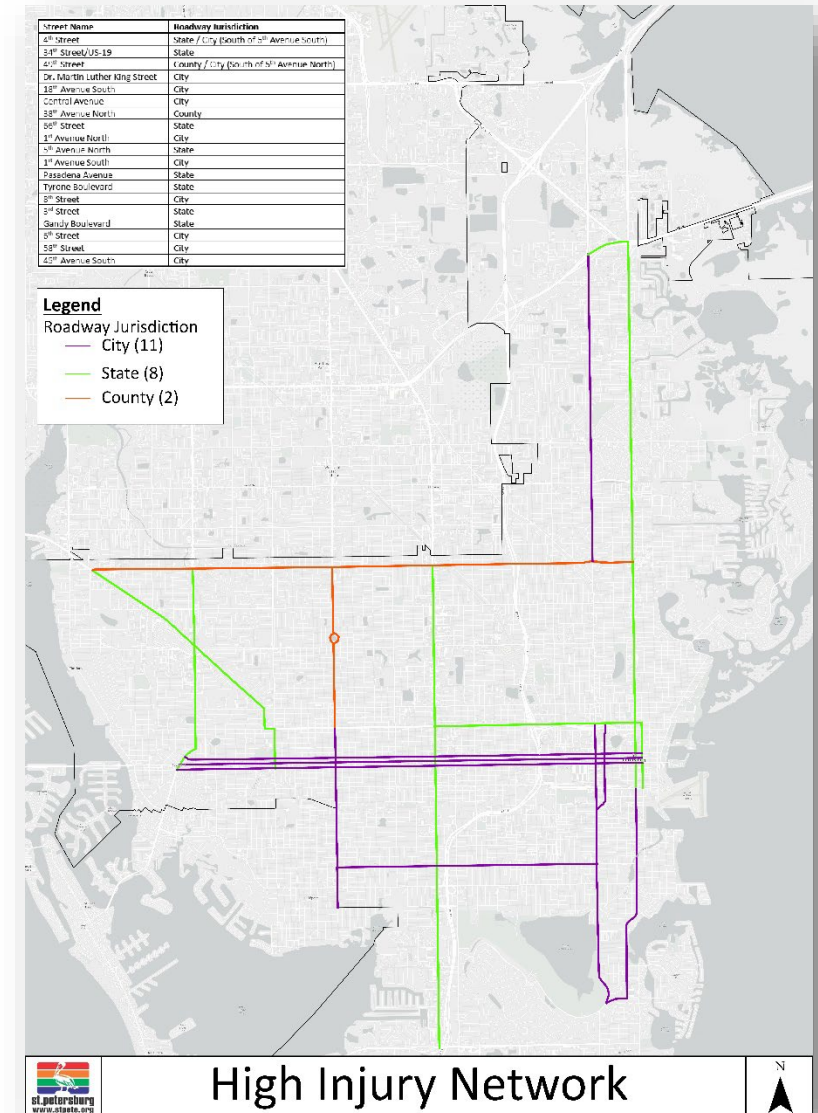 Street Name Roadway Jurisdiction
4th Street State / City (South of 5th Avenue South)
34th Street/US-19 State
49th Street County / City (South of 5th Avenue North)
Dr. Martin Luther King Street City
18th Avenue South City
Central Avenue City
38th Avenue North County
66th Street State
1st Avenue North City
5th Avenue North State
1st Avenue South City
Pasadena Avenue State
Tyrone Boulevard State
8th Street City
3rd Street State
Gandy Boulevard State
6th Street City
58th Street City
45th Avenue South City
Legend
Roadway Jurisdiction
City (11)
State (8)
County (2)
st.petersburg
www.stpete.org
High Injury Network
N